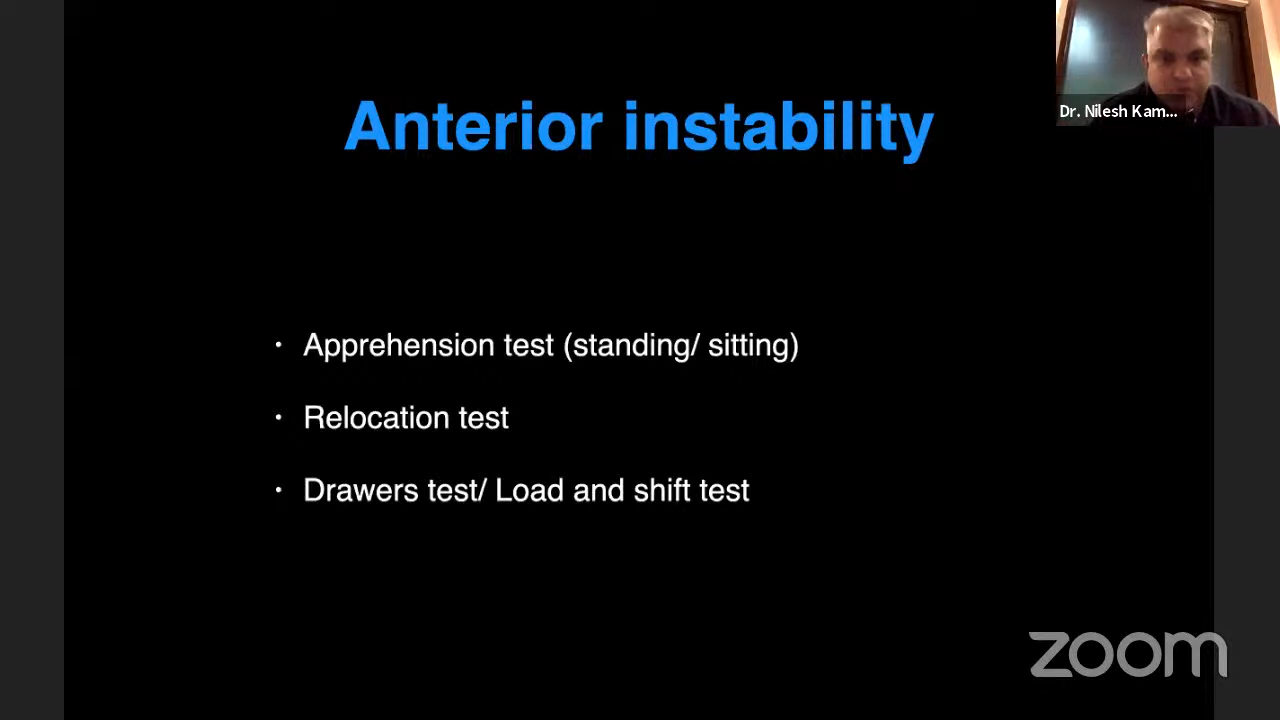 Anterior instability
Dr. Nilesh Kam...
· Apprehension test (standing/ sitting)
· Relocation test
· Drawers test/ Load and shift test
zoom